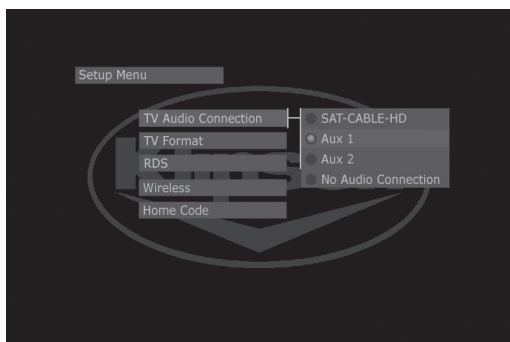 Setup Menu
TV Audio Connection
TV Format
RDS
Wireless
Home Code
SAT-CABLE-HD
Aux 1
Aux 2
No Audio Connection